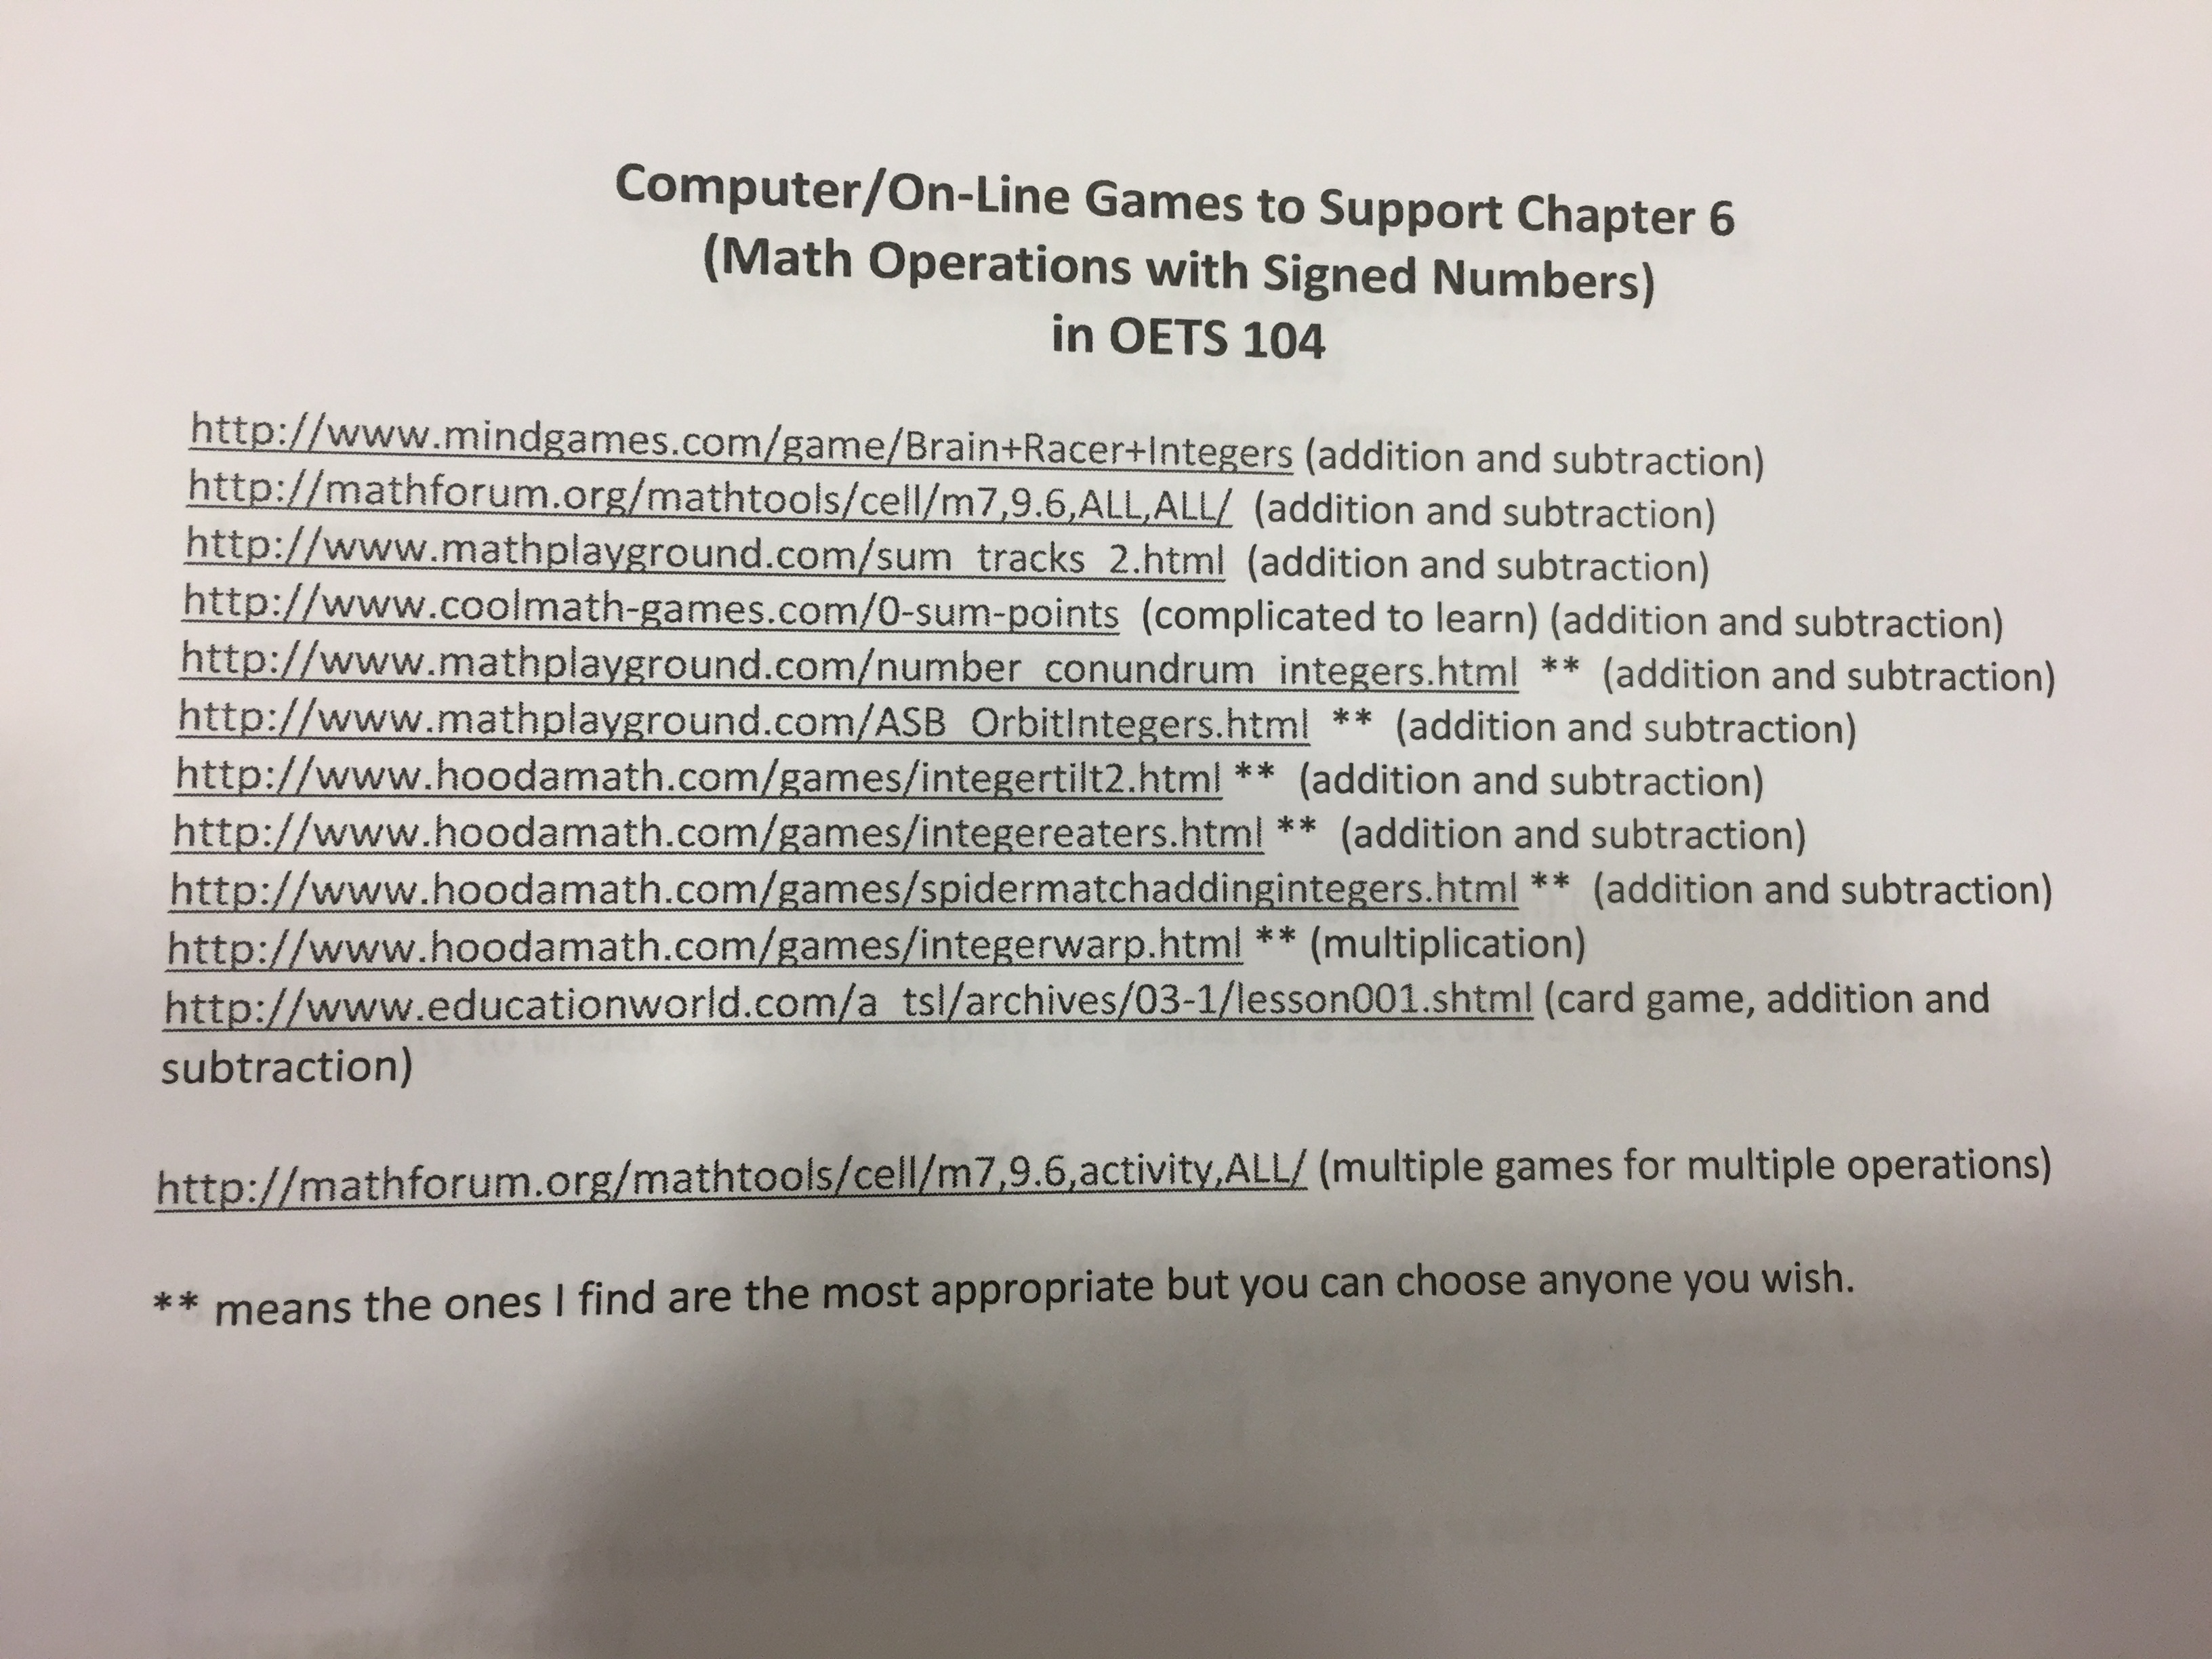 Computer/On-Line Games to Support Chapter 6
(Math Operations with Signed Numbers)
in OETS 104
http://www.mindgames.com/game/Brain+Racer+Integers (addition and subtraction)
http://mathforum.org/mathtools/cell/m7,9.6,ALL,ALL/ (addition and subtraction)
http://www.mathplayground.com/sum_tracks_2.html (addition and subtraction)
http://www.coolmath-games.com/0-sum-points (complicated to learn) (addition and subtraction)
http://www.mathplayground.com/number_conundrum_integers.html ** (addition and subtraction)
http://www.mathplayground.com/ASB_OrbitIntegers.html ** (addition and subtraction)
http://www.hoodamath.com/games/integertilt2.html ** (addition and subtraction)
http://www.hoodamath.com/games/integereaters.html ** (addition and subtraction)
http://www.hoodamath.com/games/spidermatchaddingintegers.html ** (addition and subtraction)
http://www.hoodamath.com/games/integerwarp.html ** (multiplication)
http://www.educationworld.com/a_tsl/archives/03-1/lesson001.shtml (card game, addition and
subtraction)
http://mathforum.org/mathtools/cell/m7,9.6,activity,ALL/ (multiple games for multiple operations)
** means the ones I find are the most appropriate but you can choose anyone you wish.